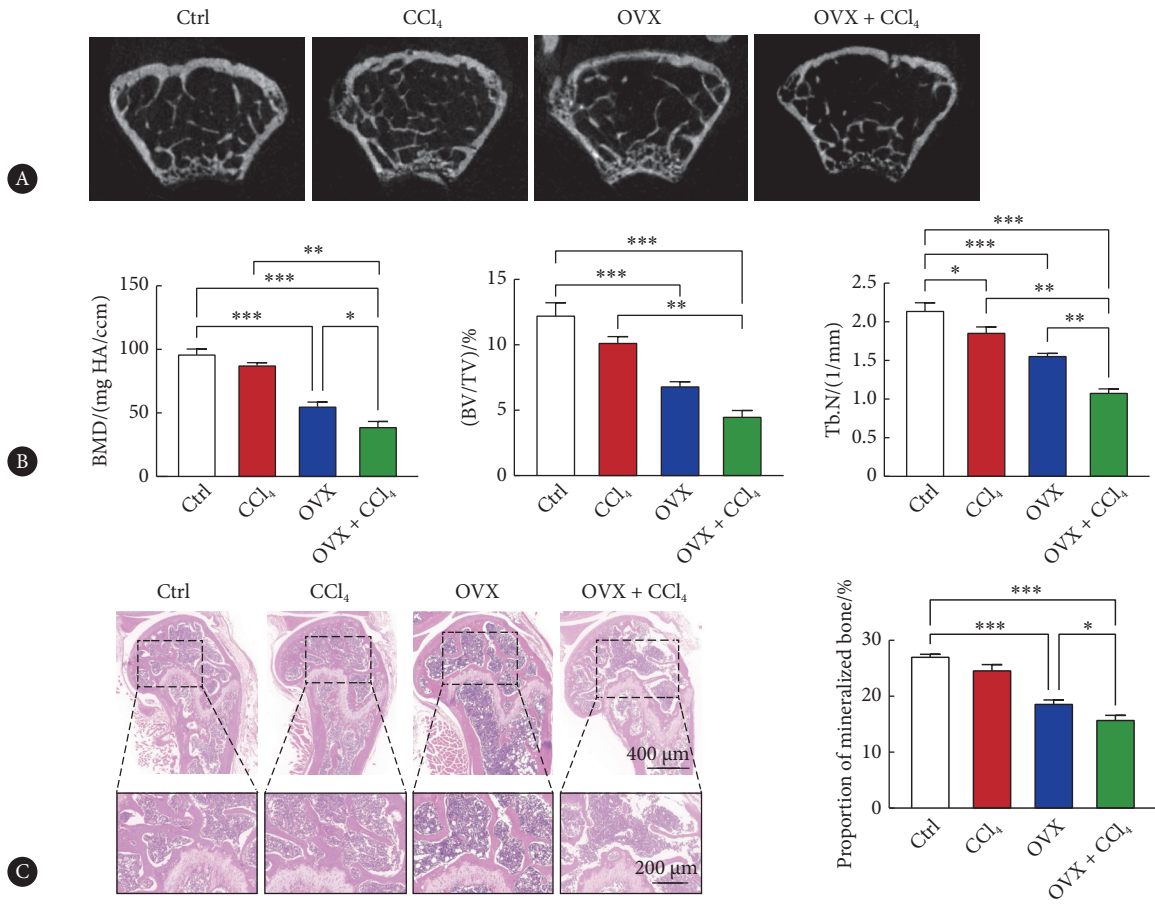 Ctrl CCl₄ OVX OVX + CCl₄
A
BMD/(mg HA/ccm)
150
100
50
0
**
***
*** *
Ctrl CCl₄ OVX OVX + CCl₄
(BV/TV)/%
15
10
5
0
***
***
**
Ctrl CCl₄ OVX OVX + CCl₄
Tb.N/(1/mm)
2.5
2.0
1.5
1.0
0.5
0
***
***
* **
**
Ctrl CCl₄ OVX OVX + CCl₄
B
Ctrl CCl₄ OVX OVX + CCl₄
400 μm
200 μm
Proportion of mineralized bone/%
30
20
10
0
***
*** *
Ctrl CCl₄ OVX OVX + CCl₄
C